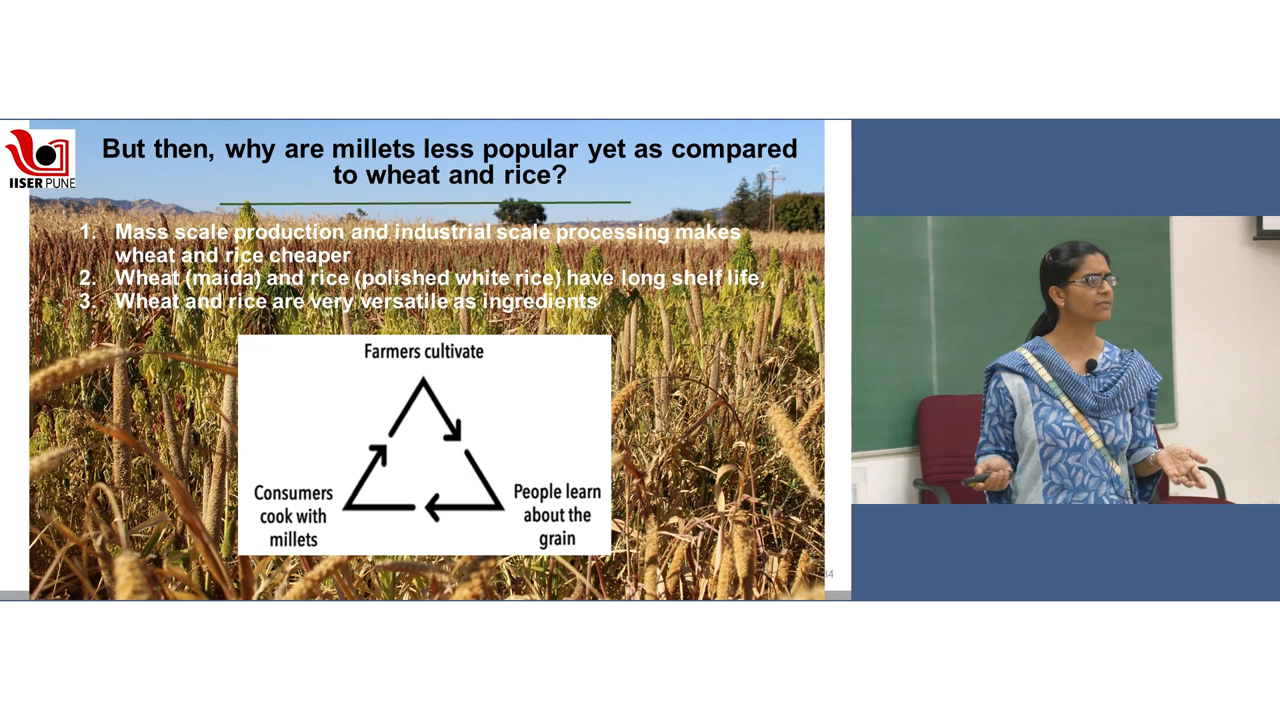 IISER PUNE
But then, why are millets less popular yet as compared
to wheat and rice?
1. Mass scale production and industrial scale processing makes
wheat and rice cheaper
2. Wheat (maida) and rice (polished white rice) have long shelf life,
3. Wheat and rice are very versatile as ingredients
Farmers cultivate
Consumers
cook with
millets
People learn
about the
grain